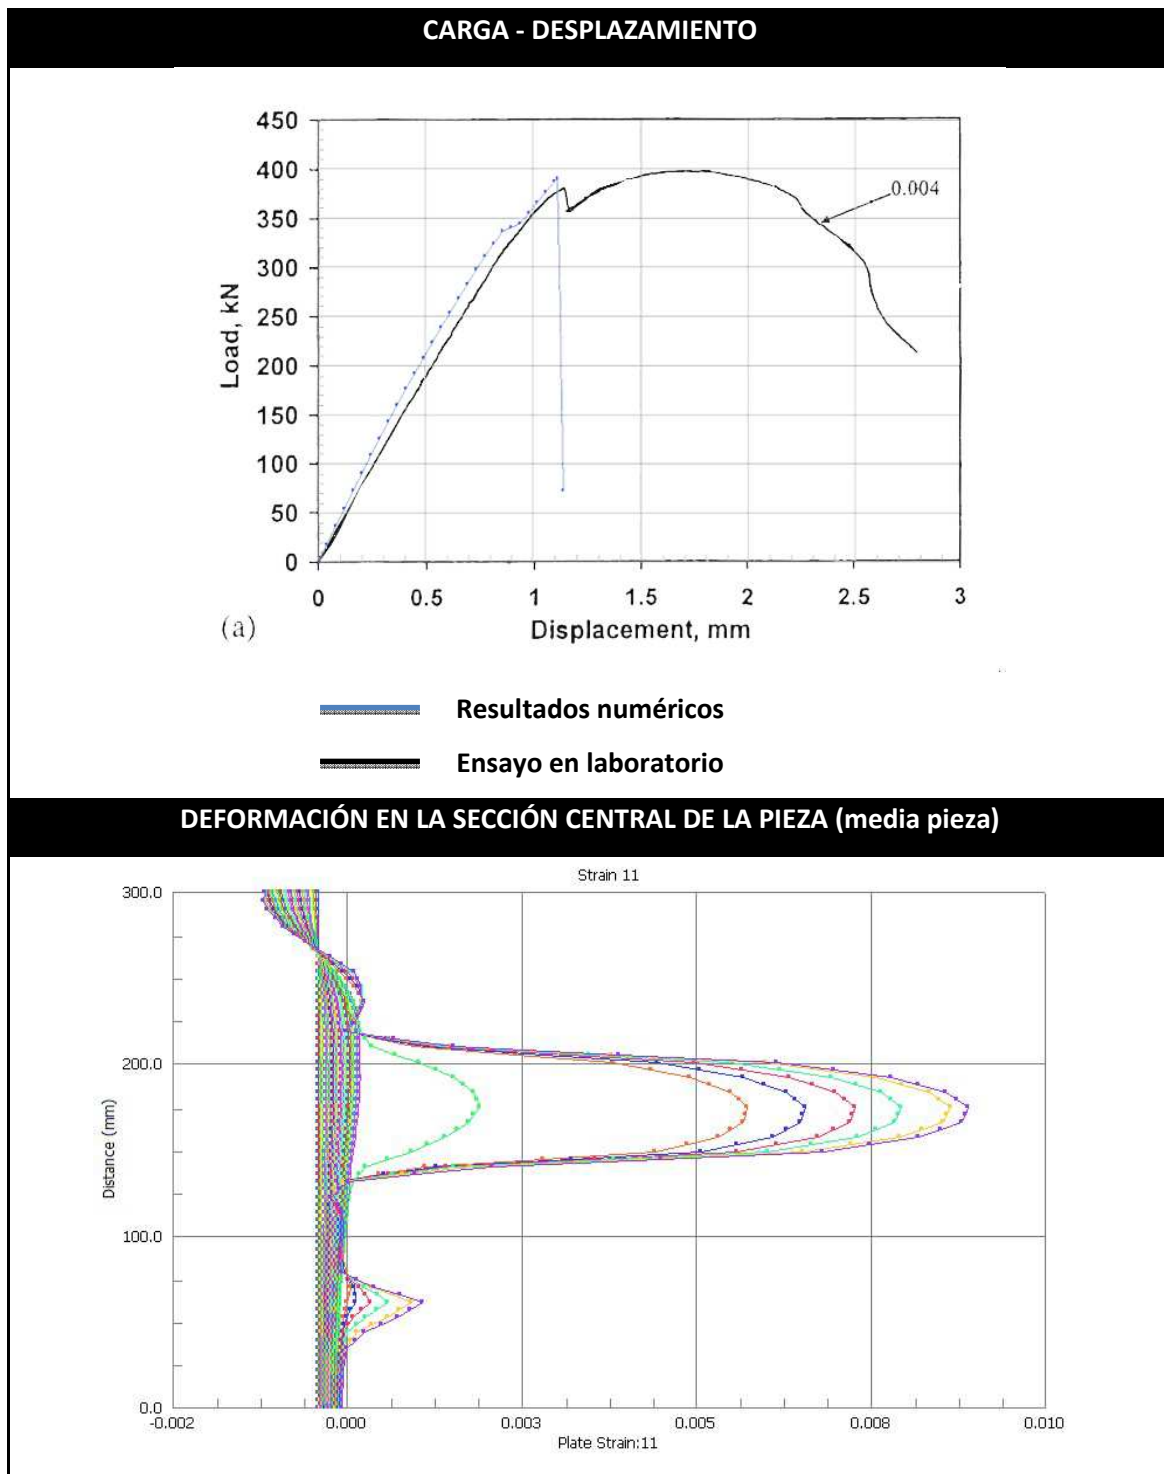 CARGA - DESPLAZAMIENTO
450
400
350
300
250
200
150
100
50
0
Load, kN
0.004
0 0.5 1 1.5 2 2.5 3
(a) Displacement, mm
Resultados numéricos
Ensayo en laboratorio
DEFORMACIÓN EN LA SECCIÓN CENTRAL DE LA PIEZA (media pieza)
Strain 11
300.0
200.0
Distance (mm)
100.0
0.0
-0.002 0.000 0.003 0.005 0.008 0.010
Plate Strain:11